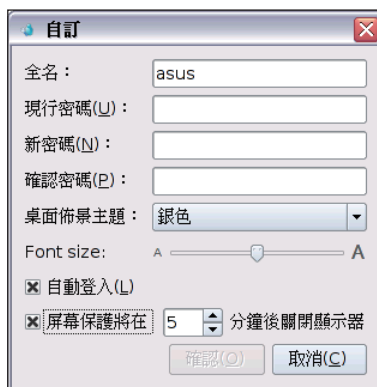 自訂
全名： asus
現行密碼(U)：
新密碼(N)：
確認密碼(P)：
桌面佈景主題： 銀色
Font size: A A
自動登入(L)
屏幕保護將在 5 分鐘後關閉顯示器
確認(O) 取消(C)